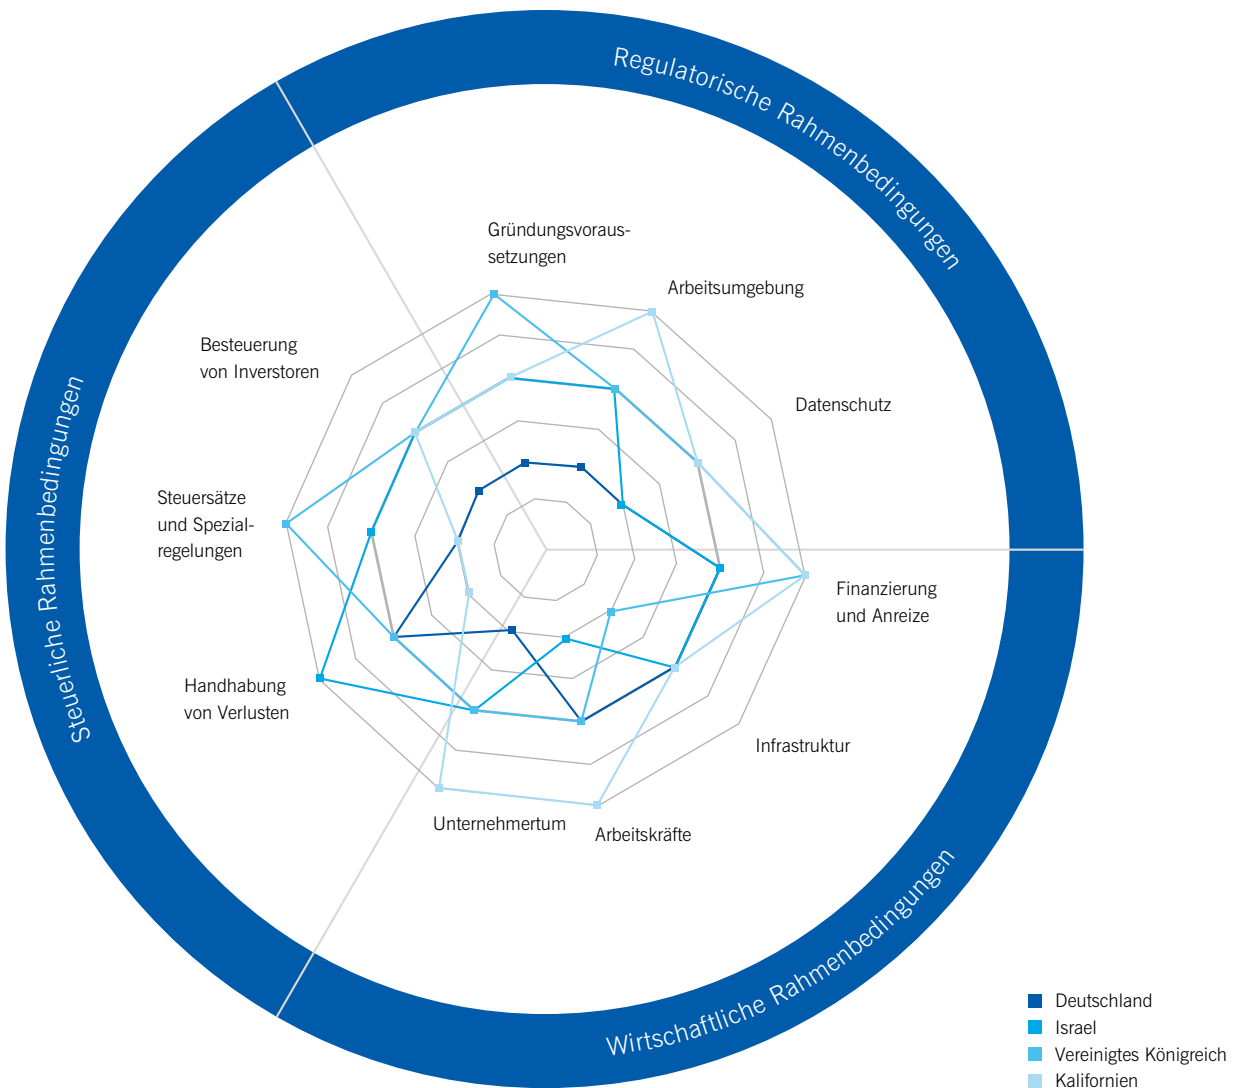 Regulatorische Rahmenbedingungen
Gründungsvoraus-
setzungen
Arbeitsumgebung
Besteuerung
von Inverstoren
Datenschutz
Steuerliche Rahmenbedingungen
Steuersätze
und Spezial-
regelungen
Finanzierung
und Anreize
Handhabung
von Verlusten
Infrastruktur
Unternehmertum
Arbeitskräfte
Wirtschaftliche Rahmenbedingungen
Deutschland
Israel
Vereinigtes Königreich
Kalifornien